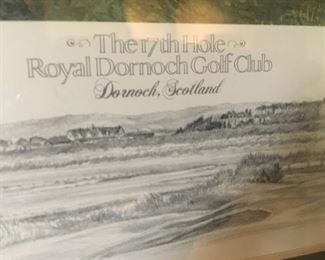 The 17th Hole
Royal Dornoch Golf Club
Dornoch, Scotland